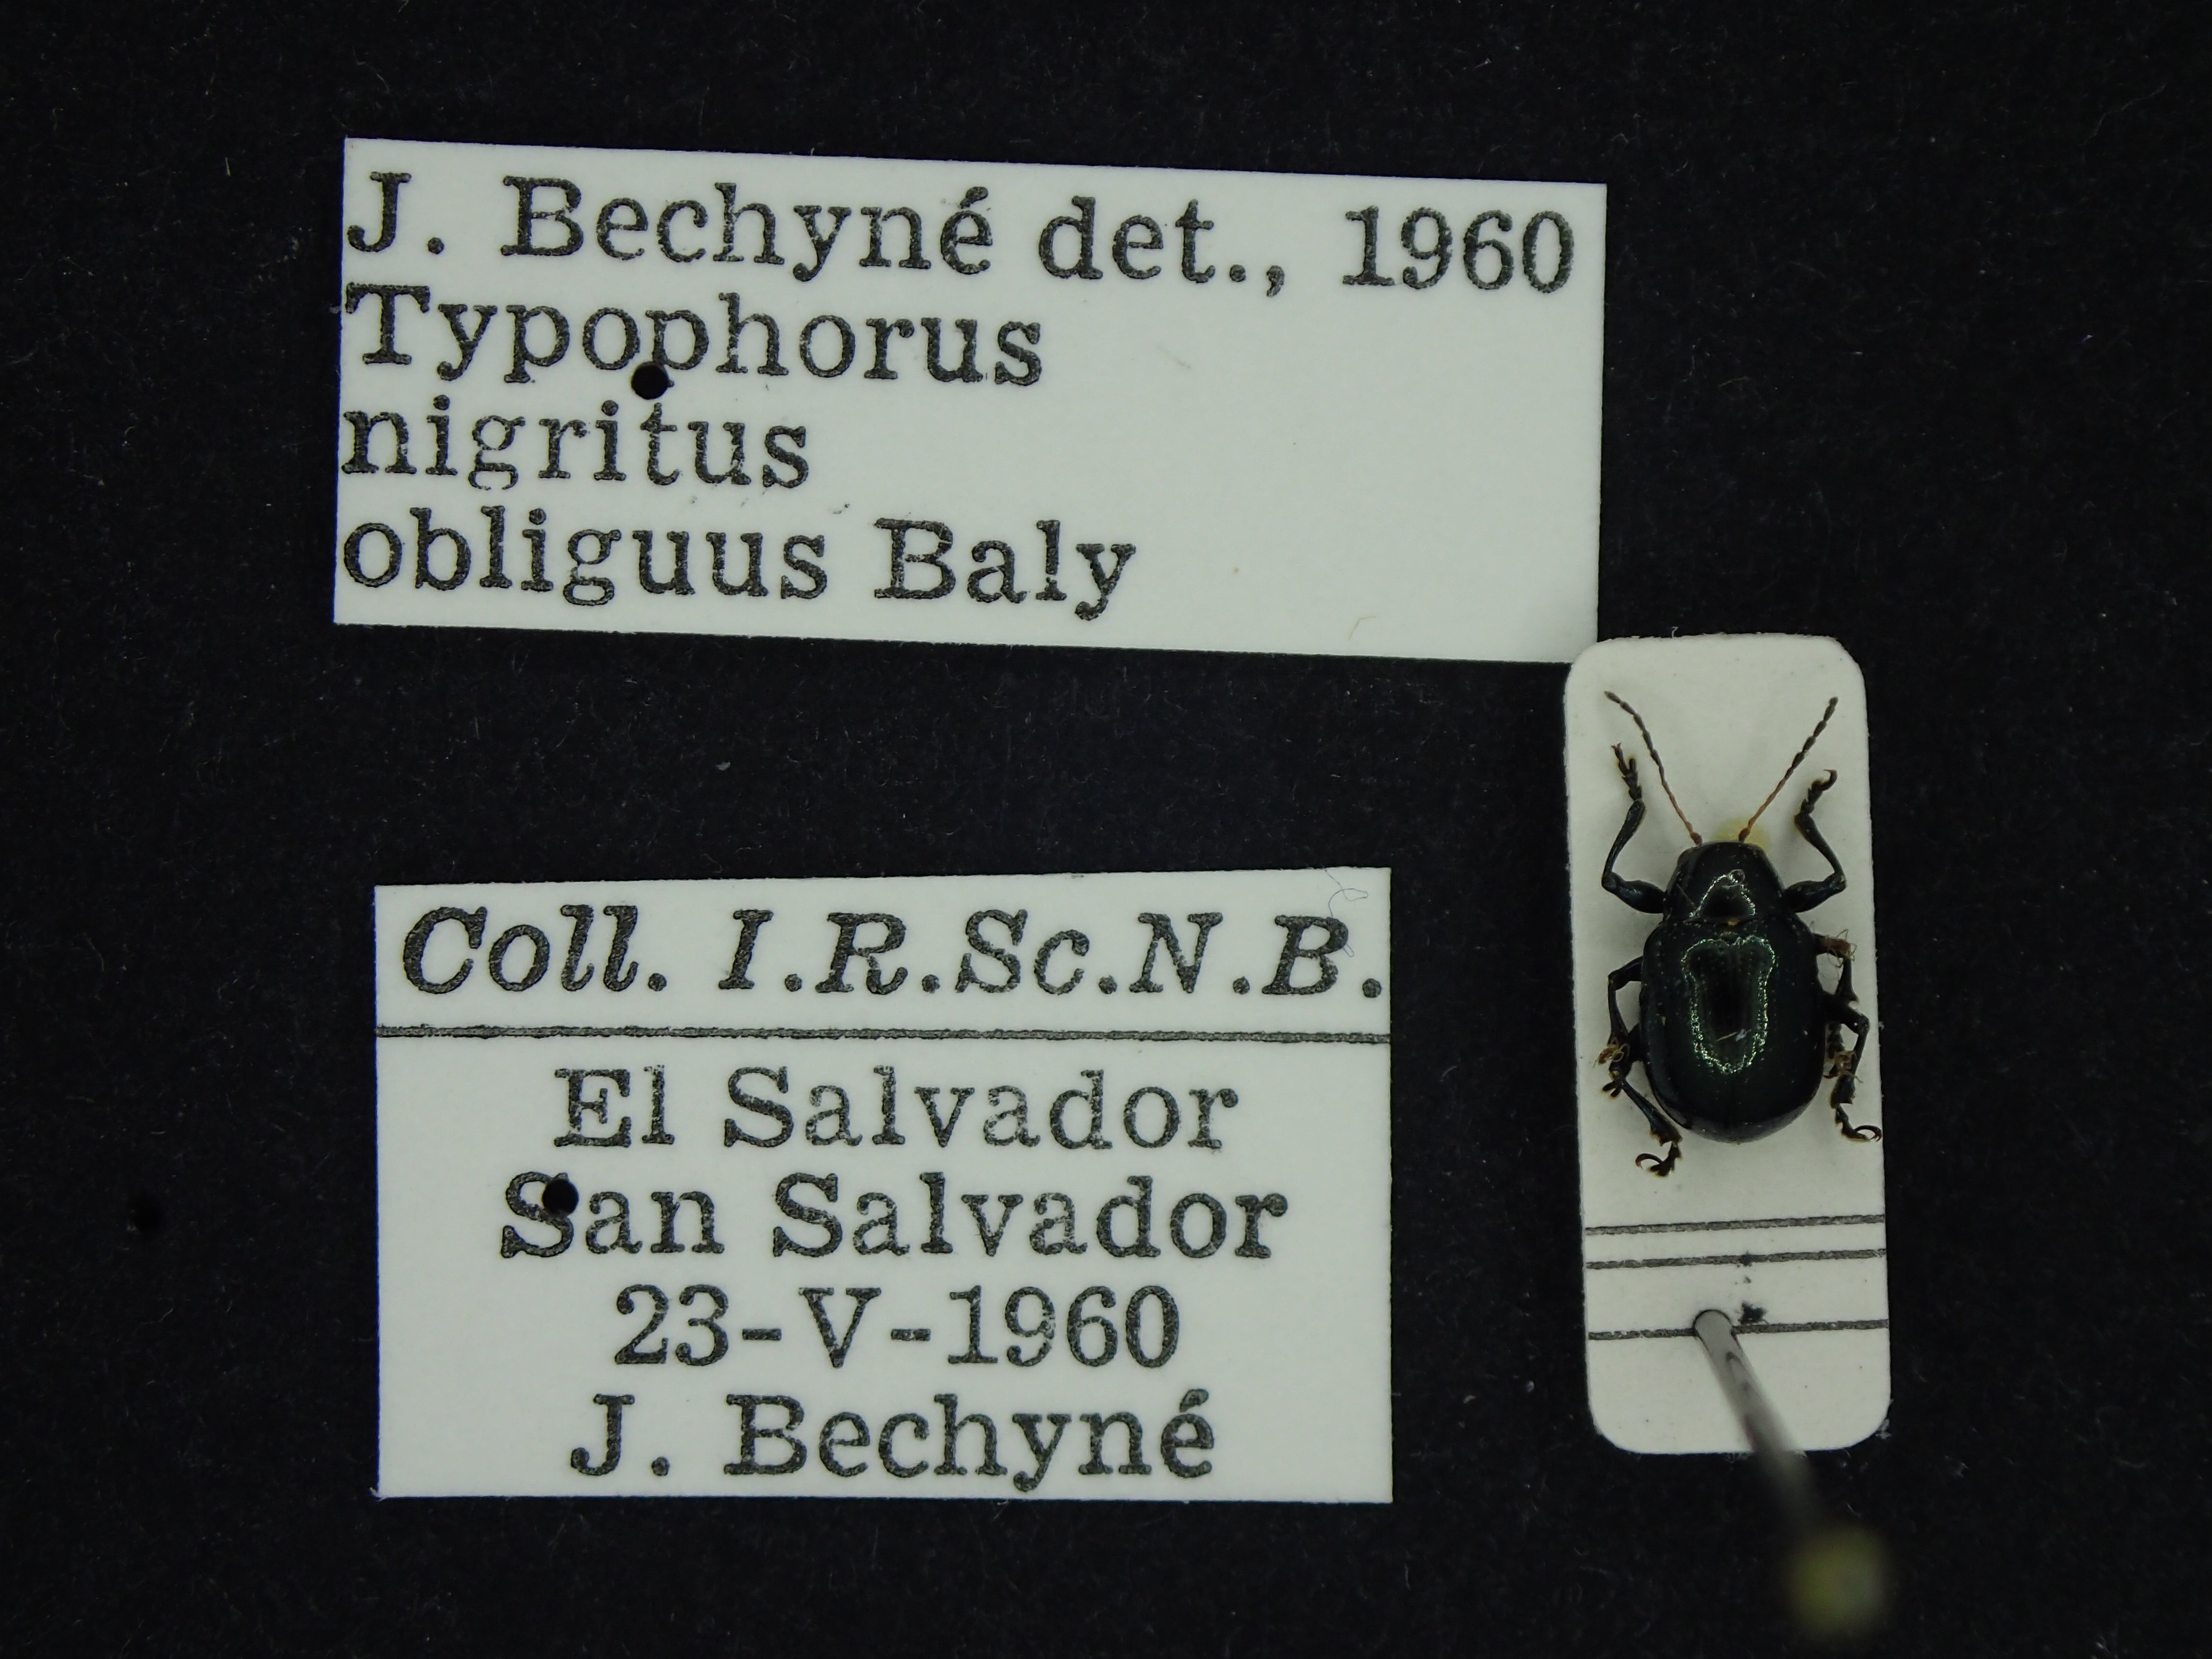 J. Bechyné det., 1960
Typophorus
nigritus
obliguus Baly
Coll. I.R.Sc.N.B.
El Salvador
San Salvador
23-V-1960
J. Bechyné